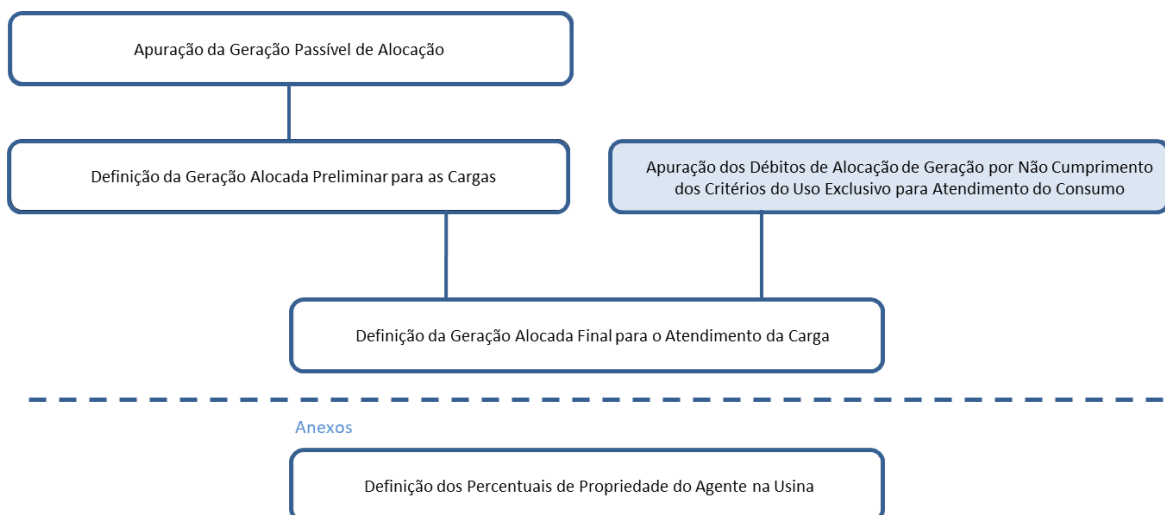 Apuração da Geração Passível de Alocação
Definição da Geração Alocada Preliminar para as Cargas
Apuração dos Débitos de Alocação de Geração por Não Cumprimento
dos Critérios do Uso Exclusivo para Atendimento do Consumo
Definição da Geração Alocada Final para o Atendimento da Carga
Anexos
Definição dos Percentuais de Propriedade do Agente na Usina